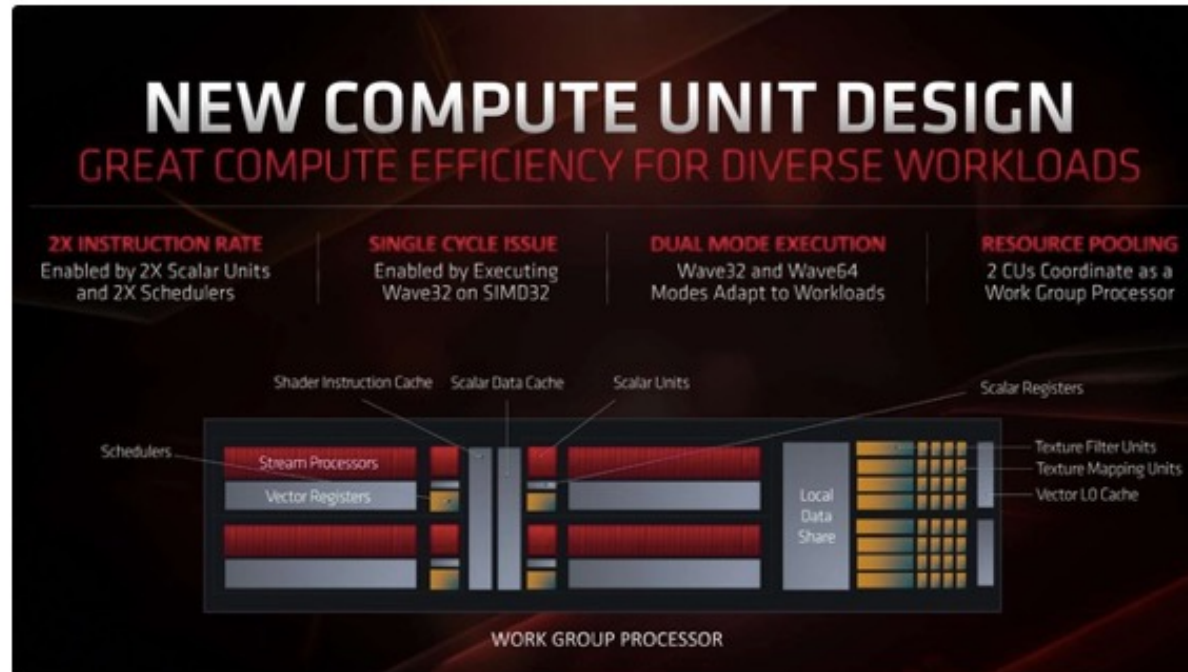 NEW COMPUTE UNIT DESIGN
GREAT COMPUTE EFFICIENCY FOR DIVERSE WORKLOADS
2X INSTRUCTION RATE
Enabled by 2X Scalar Units
and 2X Schedulers
SINGLE CYCLE ISSUE
Enabled by Executing
Wave32 on SIMD32
DUAL MODE EXECUTION
Wave32 and Wave64
Modes Adapt to Workloads
RESOURCE POOLING
2 CUs Coordinate as a
Work Group Processor
Shader Instruction Cache
Scalar Data Cache
Scalar Units
Scalar Registers
Schedulers
Stream Processors
Vector Registers
Local
Data
Share
Texture Filter Units
Texture Mapping Units
Vector L0 Cache
WORK GROUP PROCESSOR